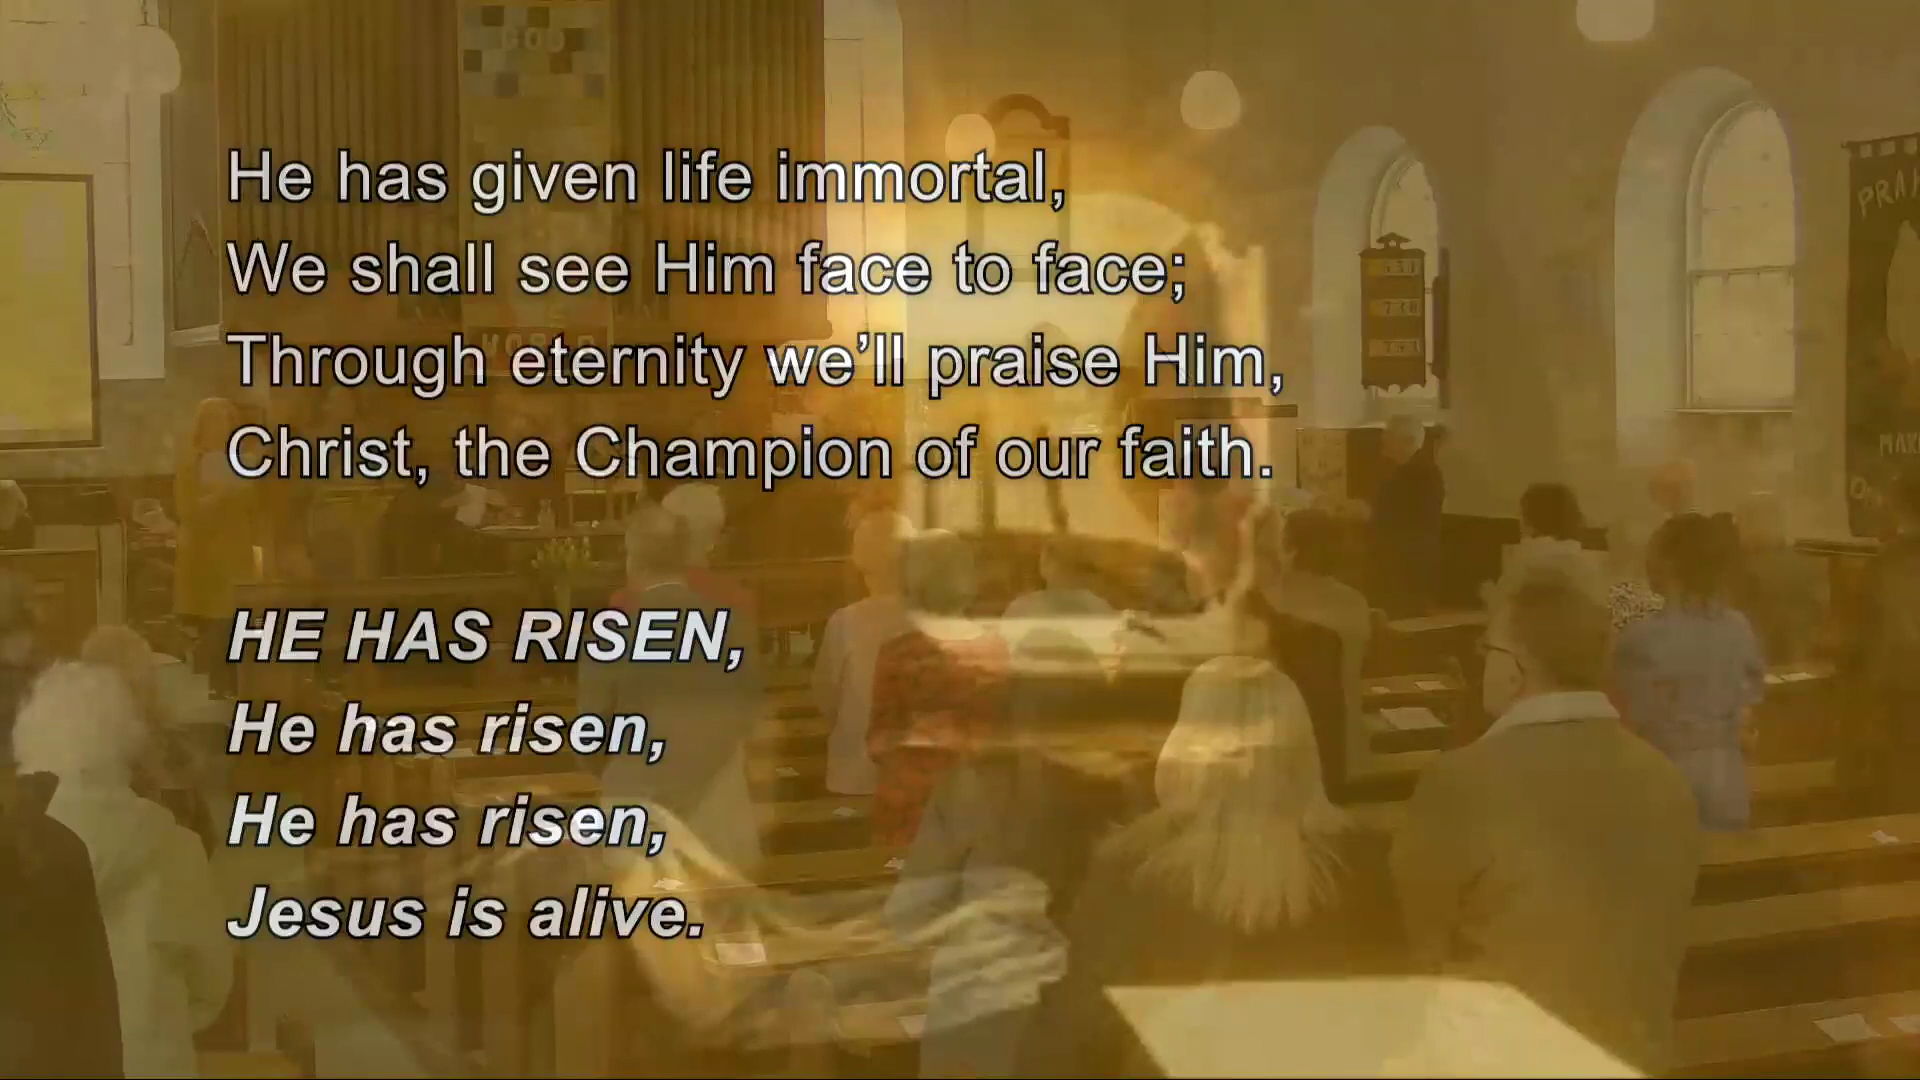 GOD
He has given life immortal,
We shall see Him face to face;
Through eternity we’ll praise Him,
Christ, the Champion of our faith.
HE HAS RISEN,
He has risen,
He has risen,
Jesus is alive.